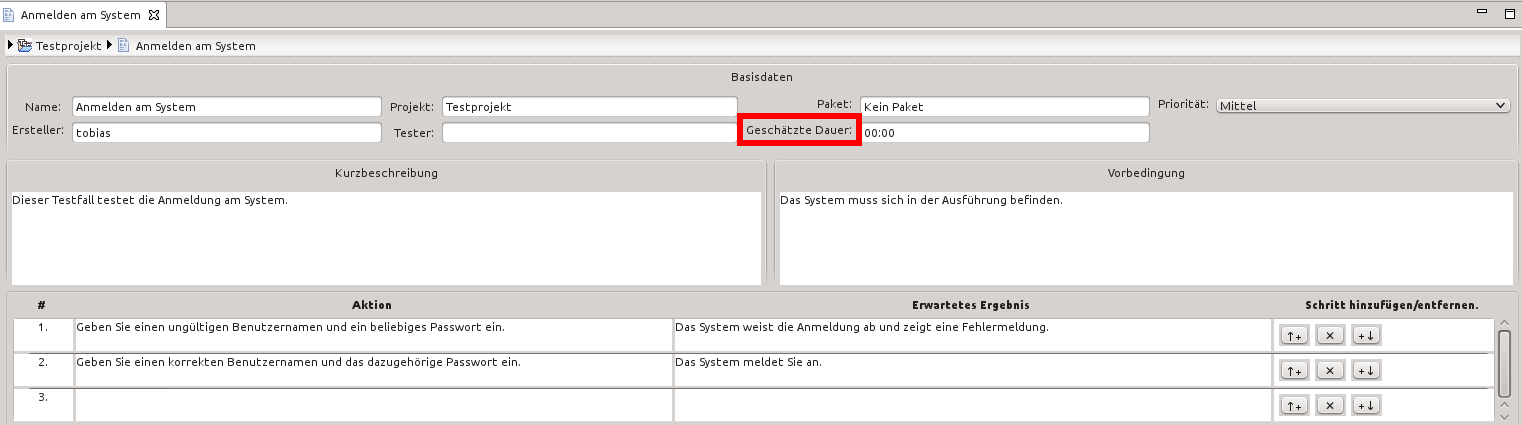 Anmelden am System
Testprojekt Anmelden am System
Basisdaten
Name: Anmelden am System Projekt: Testprojekt Paket: Kein Paket Priorität: Mittel
Ersteller: tobias Tester: Geschätzte Dauer: 00:00
Kurzbeschreibung Vorbedingung
Dieser Testfall testet die Anmeldung am System. Das System muss sich in der Ausführung befinden.
# Aktion Erwartetes Ergebnis Schritt hinzufügen/entfernen.
1. Geben Sie einen ungültigen Benutzernamen und ein beliebiges Passwort ein. Das System weist die Anmeldung ab und zeigt eine Fehlermeldung.
2. Geben Sie einen korrekten Benutzernamen und das dazugehörige Passwort ein. Das System meldet Sie an.
3.